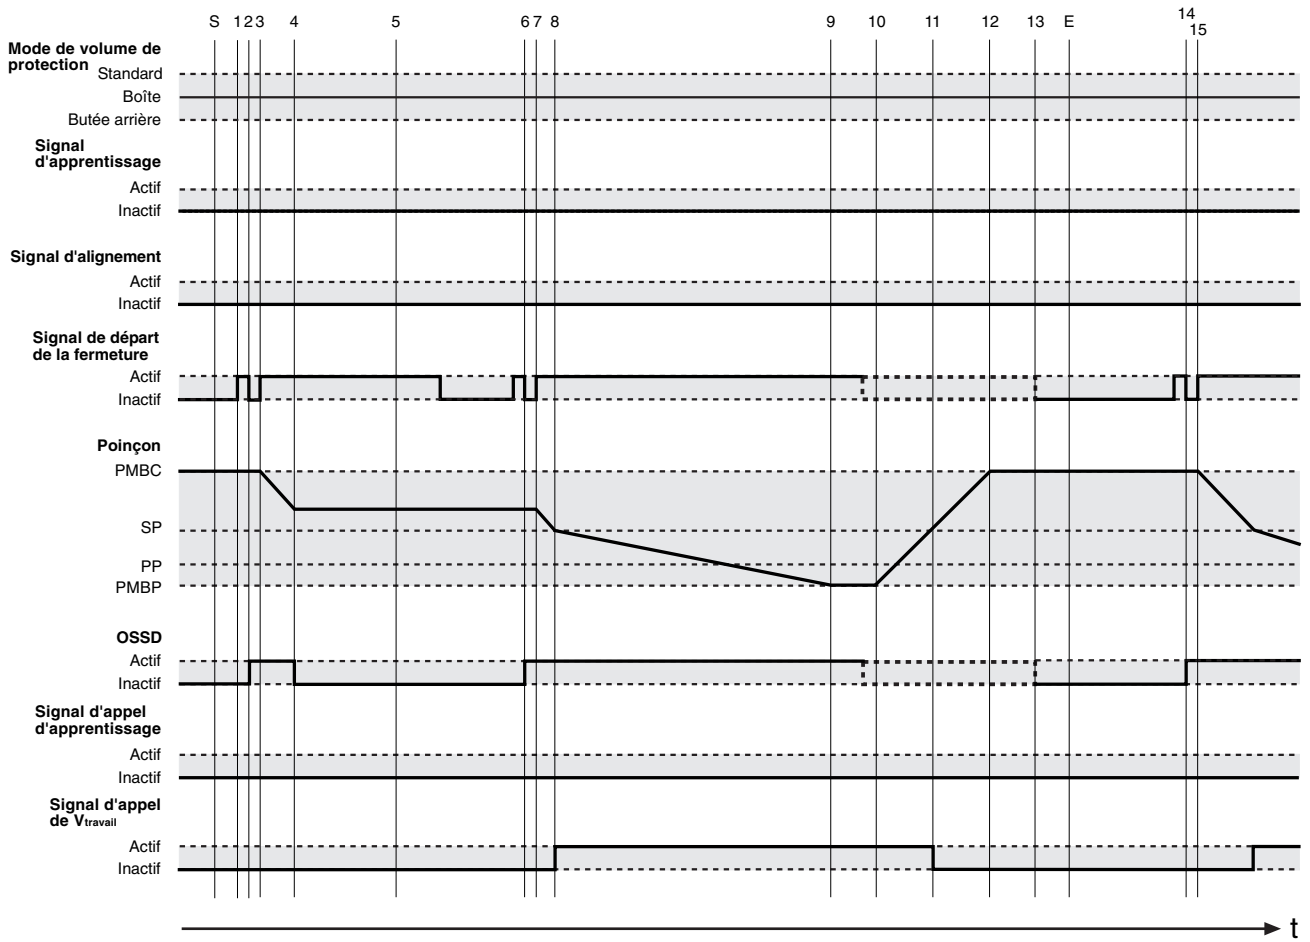 S 1 2 3 4 5 6 7 8 9 10 11 12 13 E 14
15
Mode de volume de
protection
Standard
Boîte
Butée arrière
Signal
d'apprentissage
Actif
Inactif
Signal d'alignement
Actif
Inactif
Signal de départ
de la fermeture
Actif
Inactif
Poinçon
PMBC
SP
PP
PMBP
OSSD
Actif
Inactif
Signal d'appel
d'apprentissage
Actif
Inactif
Signal d'appel
de Vtravail
Actif
Inactif
t